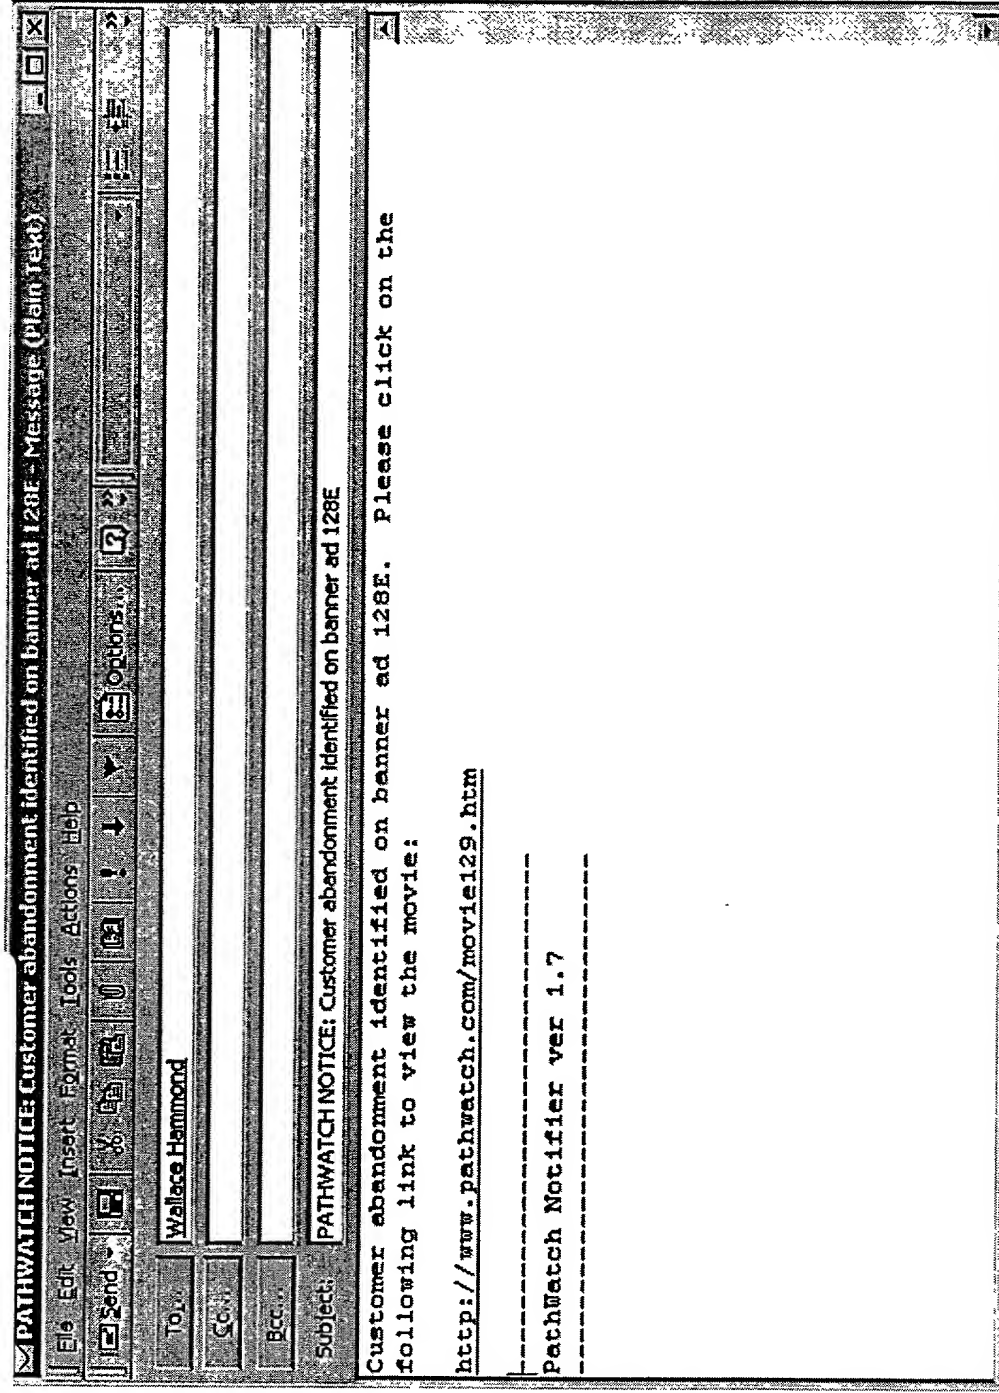 PATHWATCH NOTICE: Customer abandonment identified on banner ad 128E - Message (Plain Text)
File Edit View Insert Format Tools Actions Help
Send Options...
To...
Wallace Hammond
Cc...
Bcc...
Subject:
PATHWATCH NOTICE: Customer abandonment identified on banner ad 128E
Customer abandonment identified on banner ad 128E. Please click on the
following link to view the movie:
http://www.pathwatch.com/movie129.htm
-------------------------------
PathWatch Notifier ver 1.7
-------------------------------